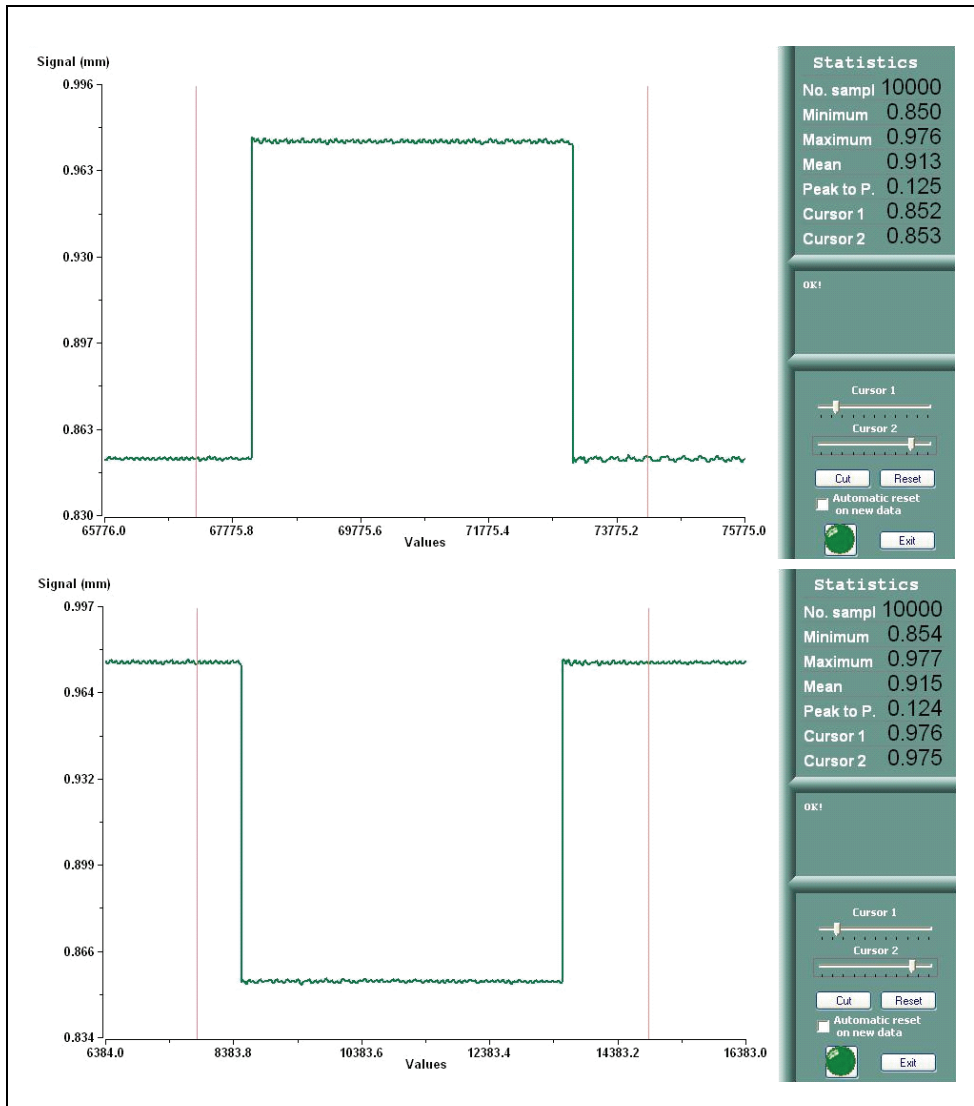 Signal (mm)
0.996
0.963
0.930
0.897
0.863
0.830
65776.0 67775.8 69775.6 71775.4 73775.2 75775.0
Values
Statistics
No. sampl 10000
Minimum 0.850
Maximum 0.976
Mean 0.913
Peak to P. 0.125
Cursor 1 0.852
Cursor 2 0.853
OK!
Cursor 1
Cursor 2
Cut Reset
Automatic reset
on new data
Exit
Signal (mm)
0.997
0.964
0.932
0.899
0.866
0.834
6384.0 8383.8 10383.6 12383.4 14383.2 16383.0
Values
Statistics
No. sampl 10000
Minimum 0.854
Maximum 0.977
Mean 0.915
Peak to P. 0.124
Cursor 1 0.976
Cursor 2 0.975
OK!
Cursor 1
Cursor 2
Cut Reset
Automatic reset
on new data
Exit